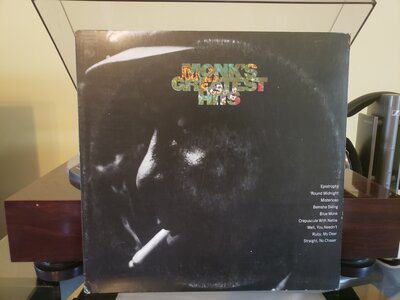 MONK'S
GREATEST
HITS
Epistrophy
'Round Midnight
Misterioso
Bemsha Swing
Blue Monk
Crepuscule With Nellie
Well, You Needn't
Ruby, My Dear
Straight, No Chaser